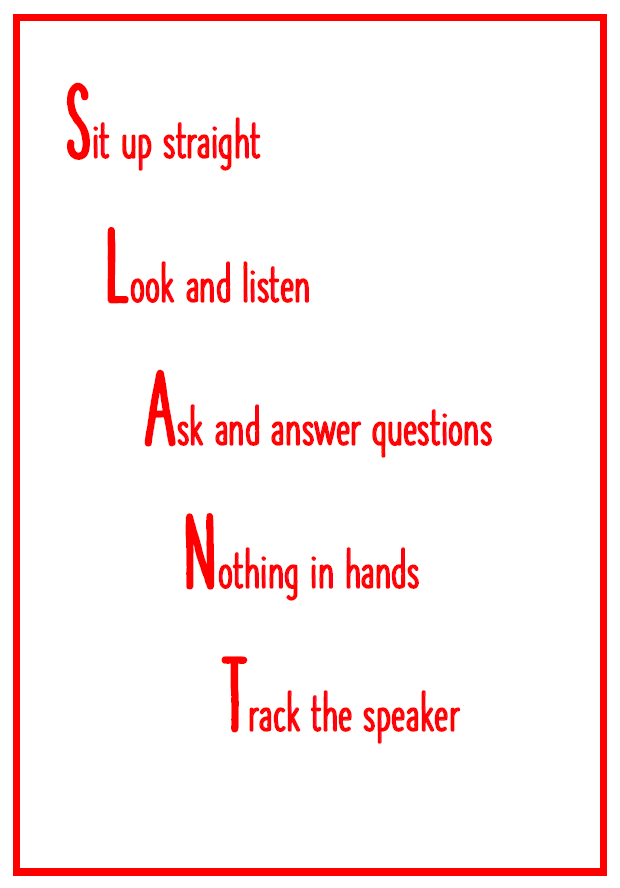 Sit up straight
Look and listen
Ask and answer questions
Nothing in hands
Track the speaker